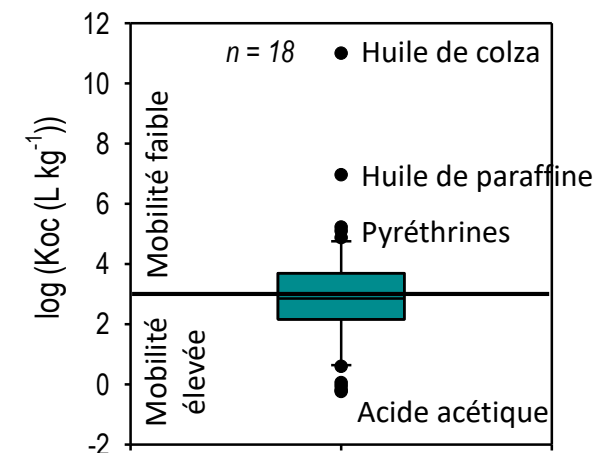 log (Koc (L kg⁻¹))
12
10
8
6
4
2
0
-2
Mobilité faible
Mobilité
élevée
n = 18
Huile de colza
Huile de paraffine
Pyréthrines
Acide acétique